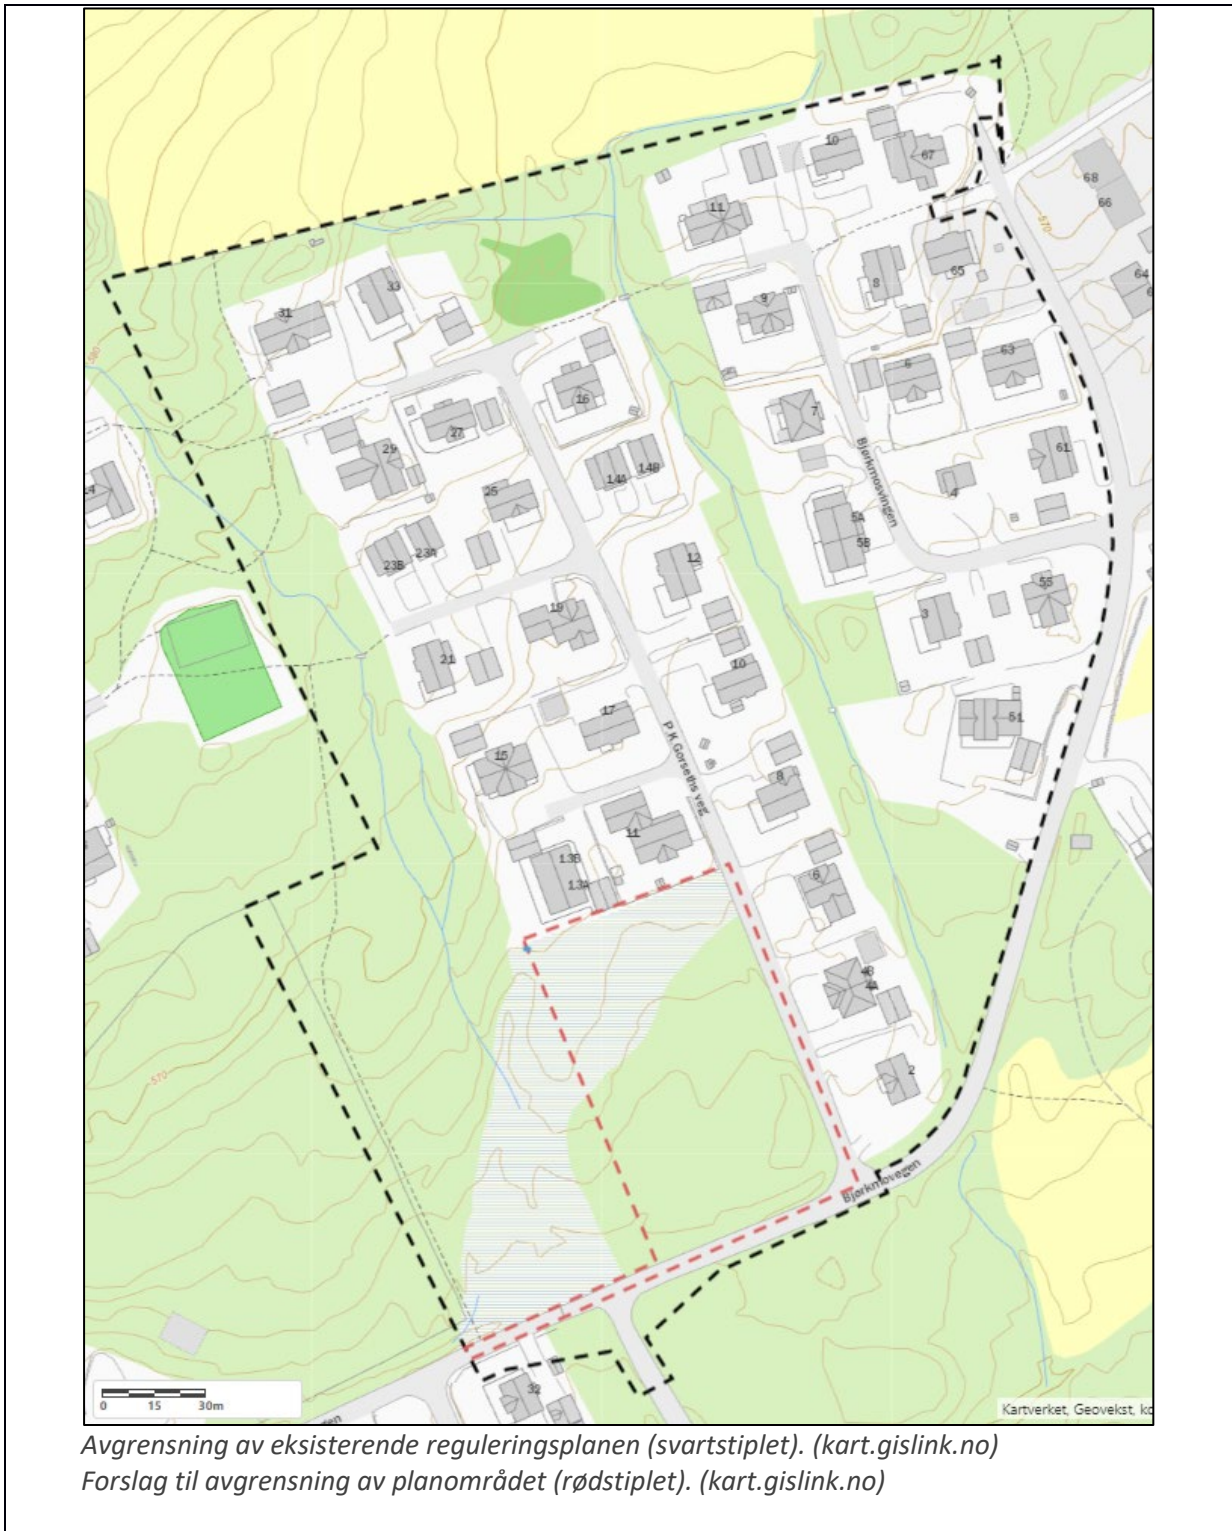 10
67
68
66
11
570
64
8
65
33
9
31
580
6
63
16
7
27
29
61
14B
14A
4
25
Bjørkmosvingen
5A
5B
23A
23B
12
55
19
3
21
10
17
51
P K Gørseths veg
15
8
11
13B
13A
6
4B
4A
570
2
Bjørkmovegen
32
0 15 30m
Kartverket, Geovekst,
Avgrensning av eksisterende reguleringsplanen (svartstiplet). (kart.gislink.no)
Forslag til avgrensning av planområdet (rødstiplet). (kart.gislink.no)